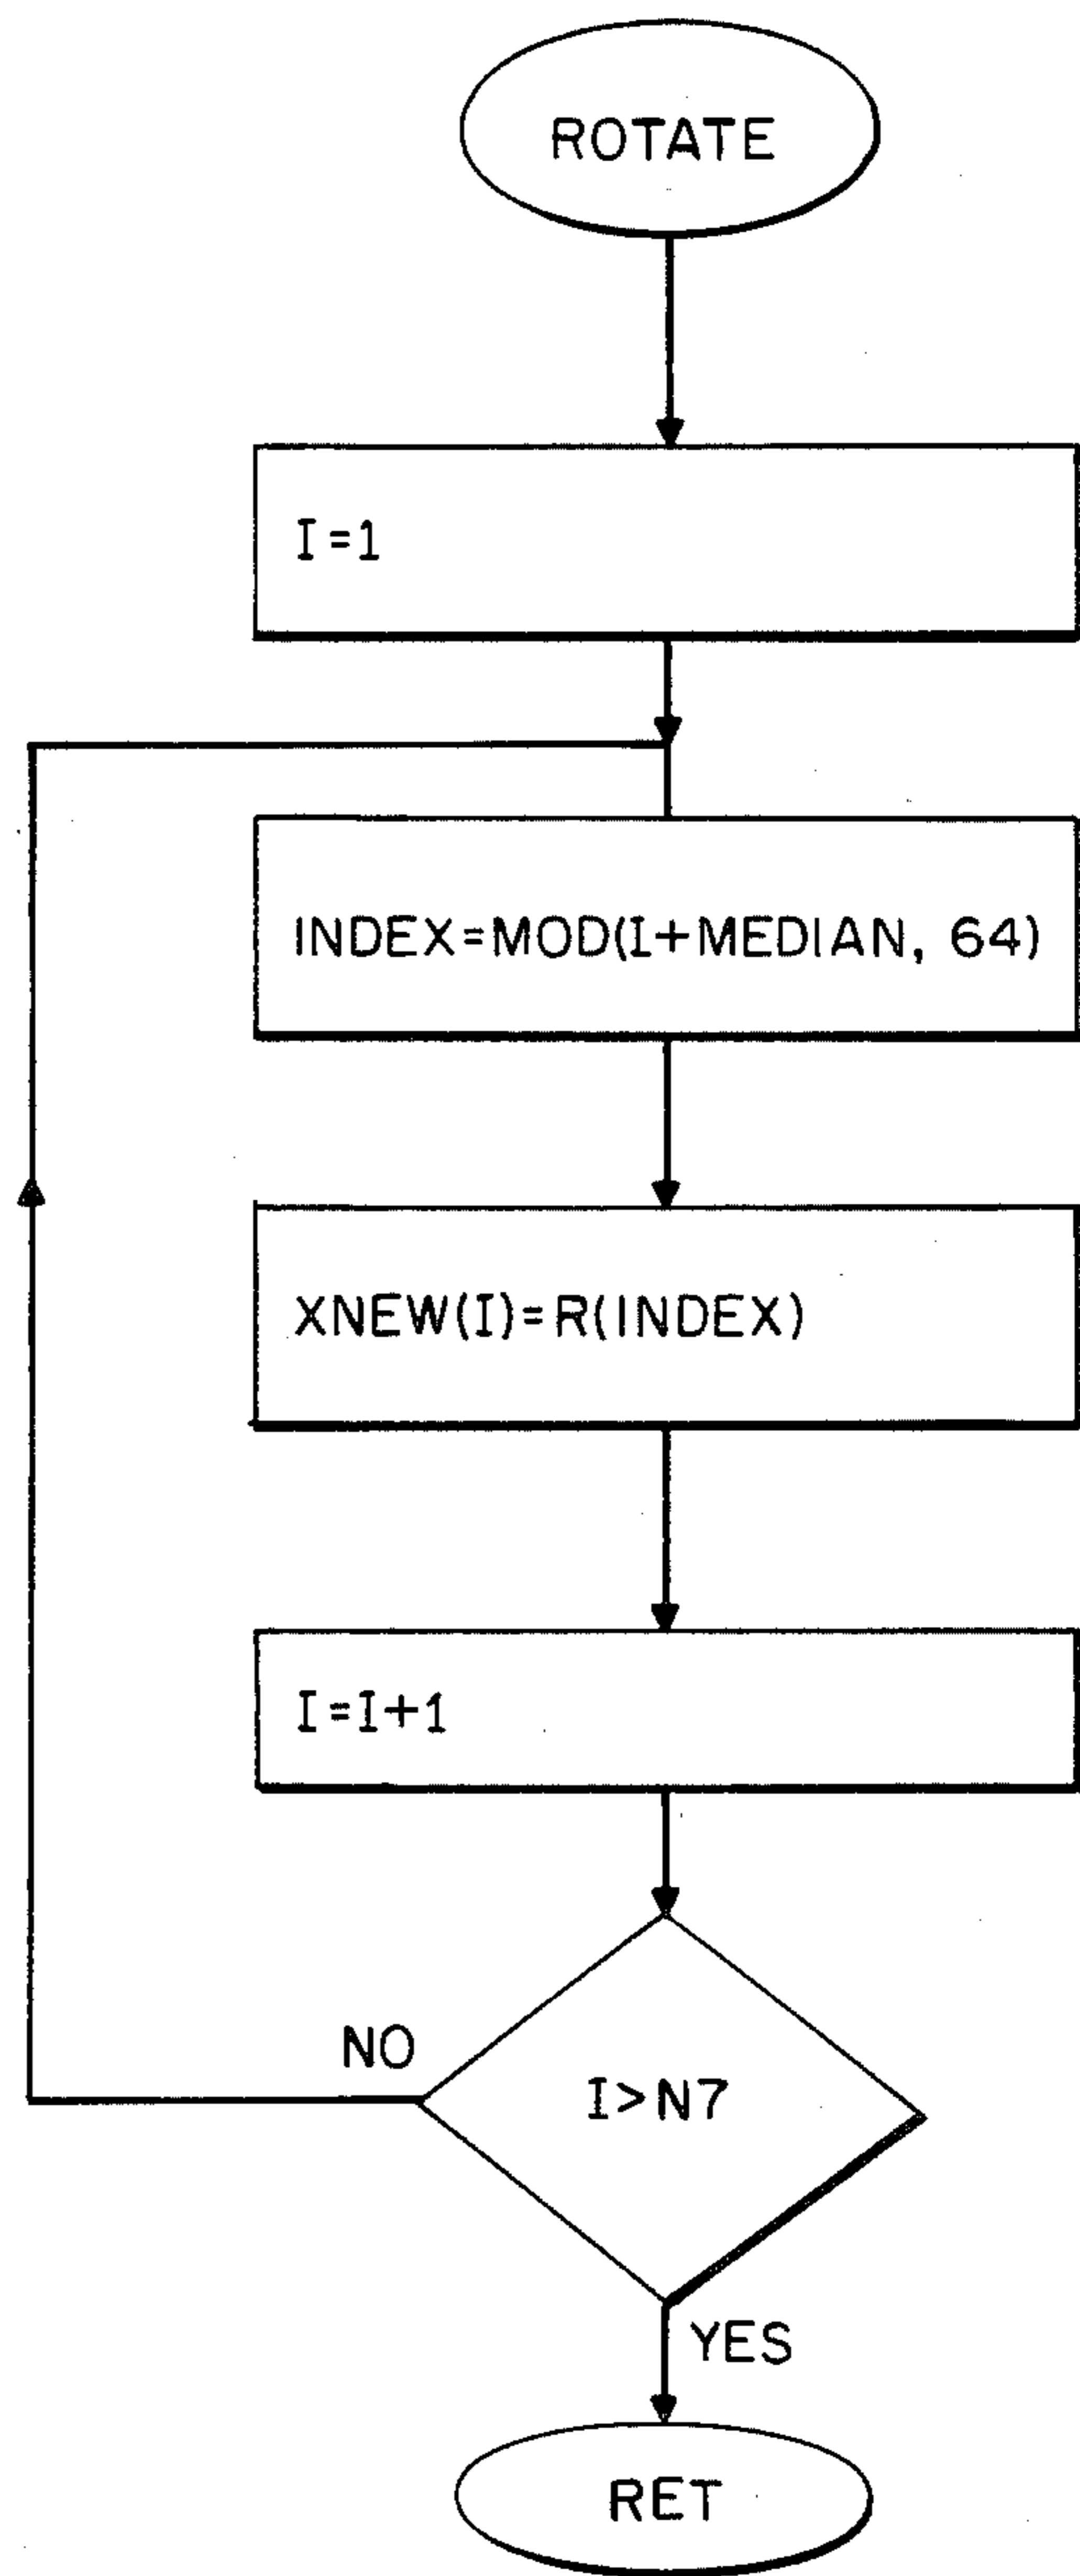 ROTATE
I=1
INDEX=MOD(I+MEDIAN, 64)
XNEW(I)=R(INDEX)
I=I+1
NO
I>N7
YES
RET